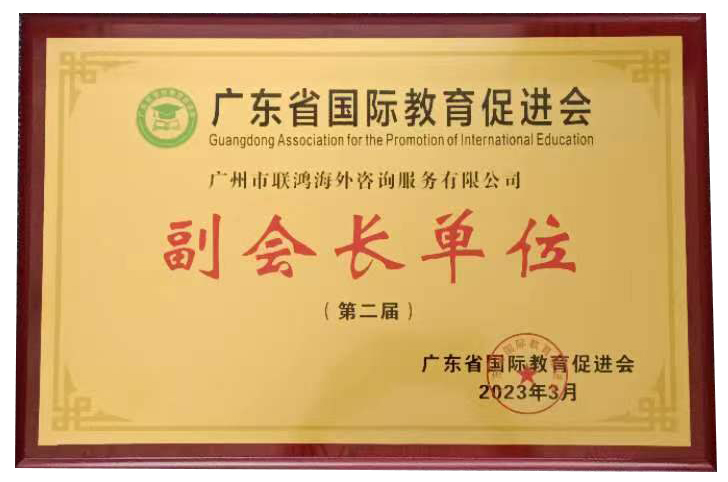 广东省国际教育促进会
Guangdong Association for the Promotion of International Education
广州市联鸿海外咨询服务有限公司
副会长单位
（第二届）
广东省国际教育促进会
2023年3月